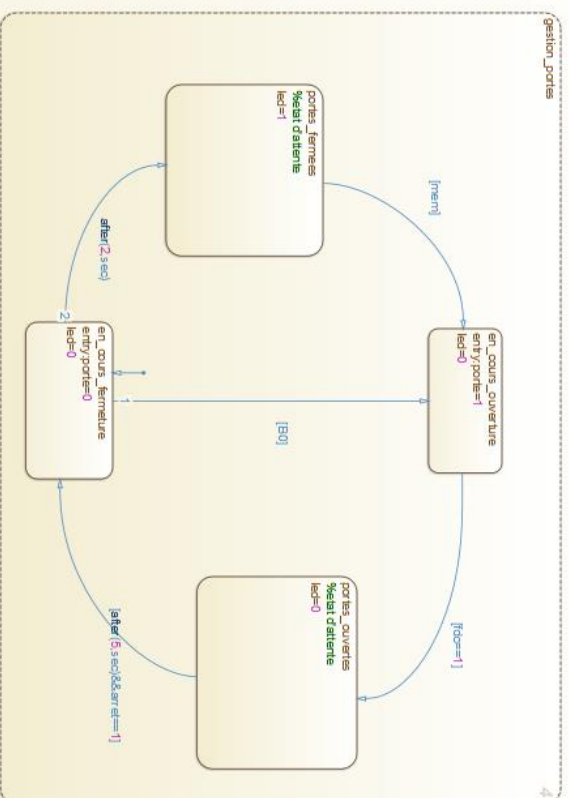 gestion_portes
en_cours_ouverture
entry:porte=1
led=0
[mem]
[fdo==1]
portes_fermees
%etat d'attente
led=1
[B0]
portes_ouvertes
%etat d'attente
led=0
after(2,sec)
1
2
en_cours_fermeture
entry:porte=0
led=0
[after(5,sec)&&arret==1]
4